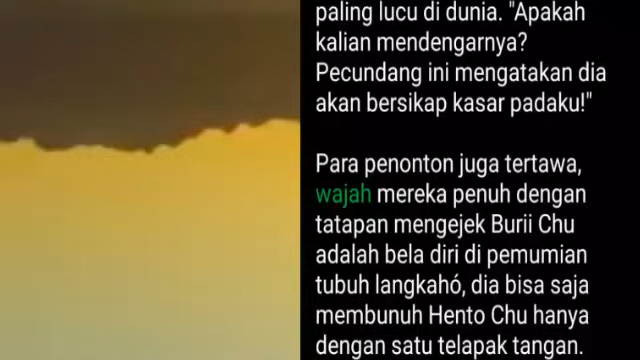 paling lucu di dunia. "Apakah
kalian mendengarnya?
Pecundang ini mengatakan dia
akan bersikap kasar padaku!"
Para penonton juga tertawa,
wajah mereka penuh dengan
tatapan mengejek Burii Chu
adalah bela diri di pemumian
tubuh langkahó, dia bisa saja
membunuh Hento Chu hanya
dengan satu telapak tangan.